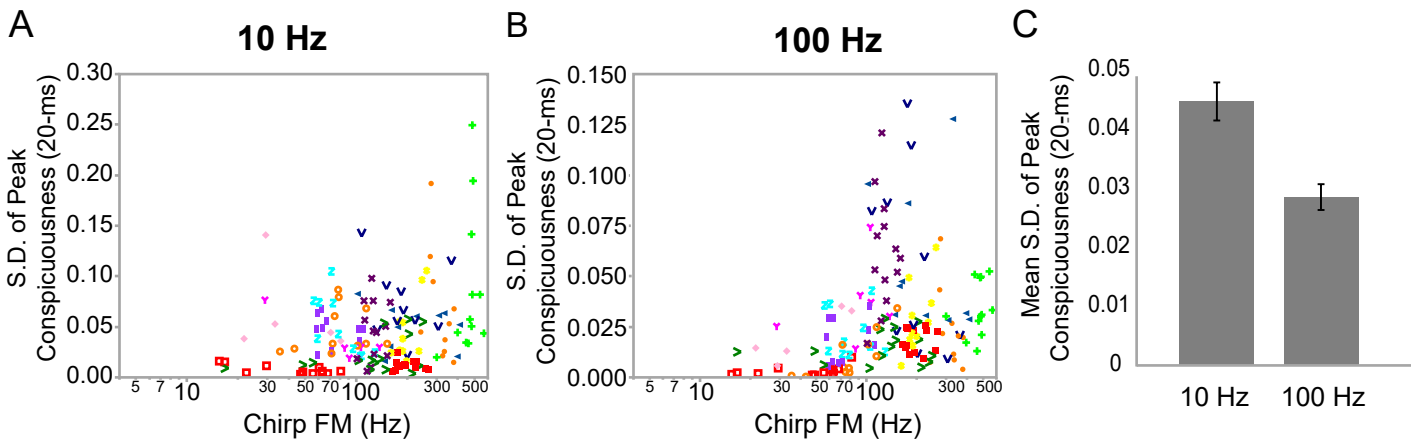 A
10 Hz
S.D. of Peak
Conspicuousness (20-ms)
0.30
0.25
0.20
0.15
0.10
0.05
0.00
5 7 10 30 50 70 100 300 500
Chirp FM (Hz)
B
100 Hz
S.D. of Peak
Conspicuousness (20-ms)
0.150
0.125
0.100
0.075
0.050
0.025
0.000
5 7 10 30 50 70 100 300 500
Chirp FM (Hz)
C
Mean S.D. of Peak
Conspicuousness (20-ms)
0.05
0.04
0.03
0.02
0.01
0
10 Hz 100 Hz